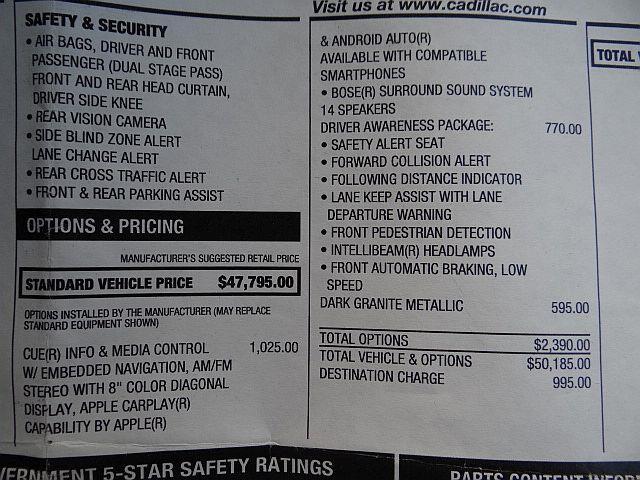 Visit us at www.cadillac.com
SAFETY & SECURITY
• AIR BAGS, DRIVER AND FRONT
PASSENGER (DUAL STAGE PASS)
FRONT AND REAR HEAD CURTAIN,
DRIVER SIDE KNEE
• REAR VISION CAMERA
• SIDE BLIND ZONE ALERT
LANE CHANGE ALERT
• REAR CROSS TRAFFIC ALERT
• FRONT & REAR PARKING ASSIST
OPTIONS & PRICING
MANUFACTURER'S SUGGESTED RETAIL PRICE
STANDARD VEHICLE PRICE $47,795.00
OPTIONS INSTALLED BY THE MANUFACTURER (MAY REPLACE
STANDARD EQUIPMENT SHOWN)
CUE(R) INFO & MEDIA CONTROL 1,025.00
W/ EMBEDDED NAVIGATION, AM/FM
STEREO WITH 8" COLOR DIAGONAL
DISPLAY, APPLE CARPLAY(R)
CAPABILITY BY APPLE(R)
& ANDROID AUTO(R)
AVAILABLE WITH COMPATIBLE
SMARTPHONES
• BOSE(R) SURROUND SOUND SYSTEM
14 SPEAKERS
DRIVER AWARENESS PACKAGE: 770.00
• SAFETY ALERT SEAT
• FORWARD COLLISION ALERT
• FOLLOWING DISTANCE INDICATOR
• LANE KEEP ASSIST WITH LANE
DEPARTURE WARNING
• FRONT PEDESTRIAN DETECTION
• INTELLIBEAM(R) HEADLAMPS
• FRONT AUTOMATIC BRAKING, LOW
SPEED
DARK GRANITE METALLIC 595.00
TOTAL OPTIONS $2,390.00
TOTAL VEHICLE & OPTIONS $50,185.00
DESTINATION CHARGE 995.00
TOTAL V
5-STAR SAFETY RATINGS
PARTS CONTENT